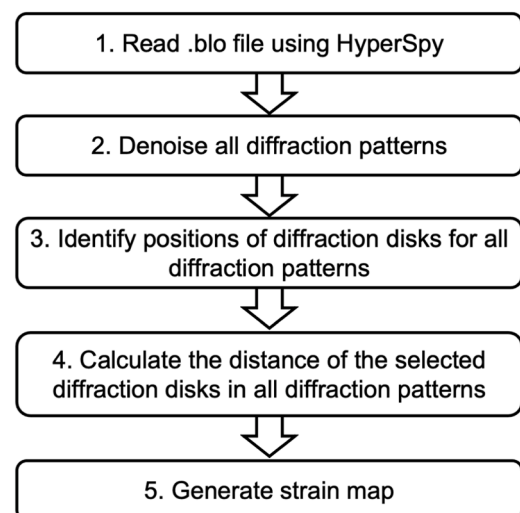 1. Read .blo file using HyperSpy
2. Denoise all diffraction patterns
3. Identify positions of diffraction disks for all
diffraction patterns
4. Calculate the distance of the selected
diffraction disks in all diffraction patterns
5. Generate strain map